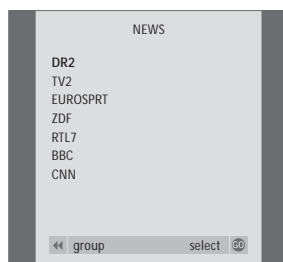 NEWS
DR2
TV2
EUROSPRT
ZDF
RTL7
BBC
CNN
group select GO